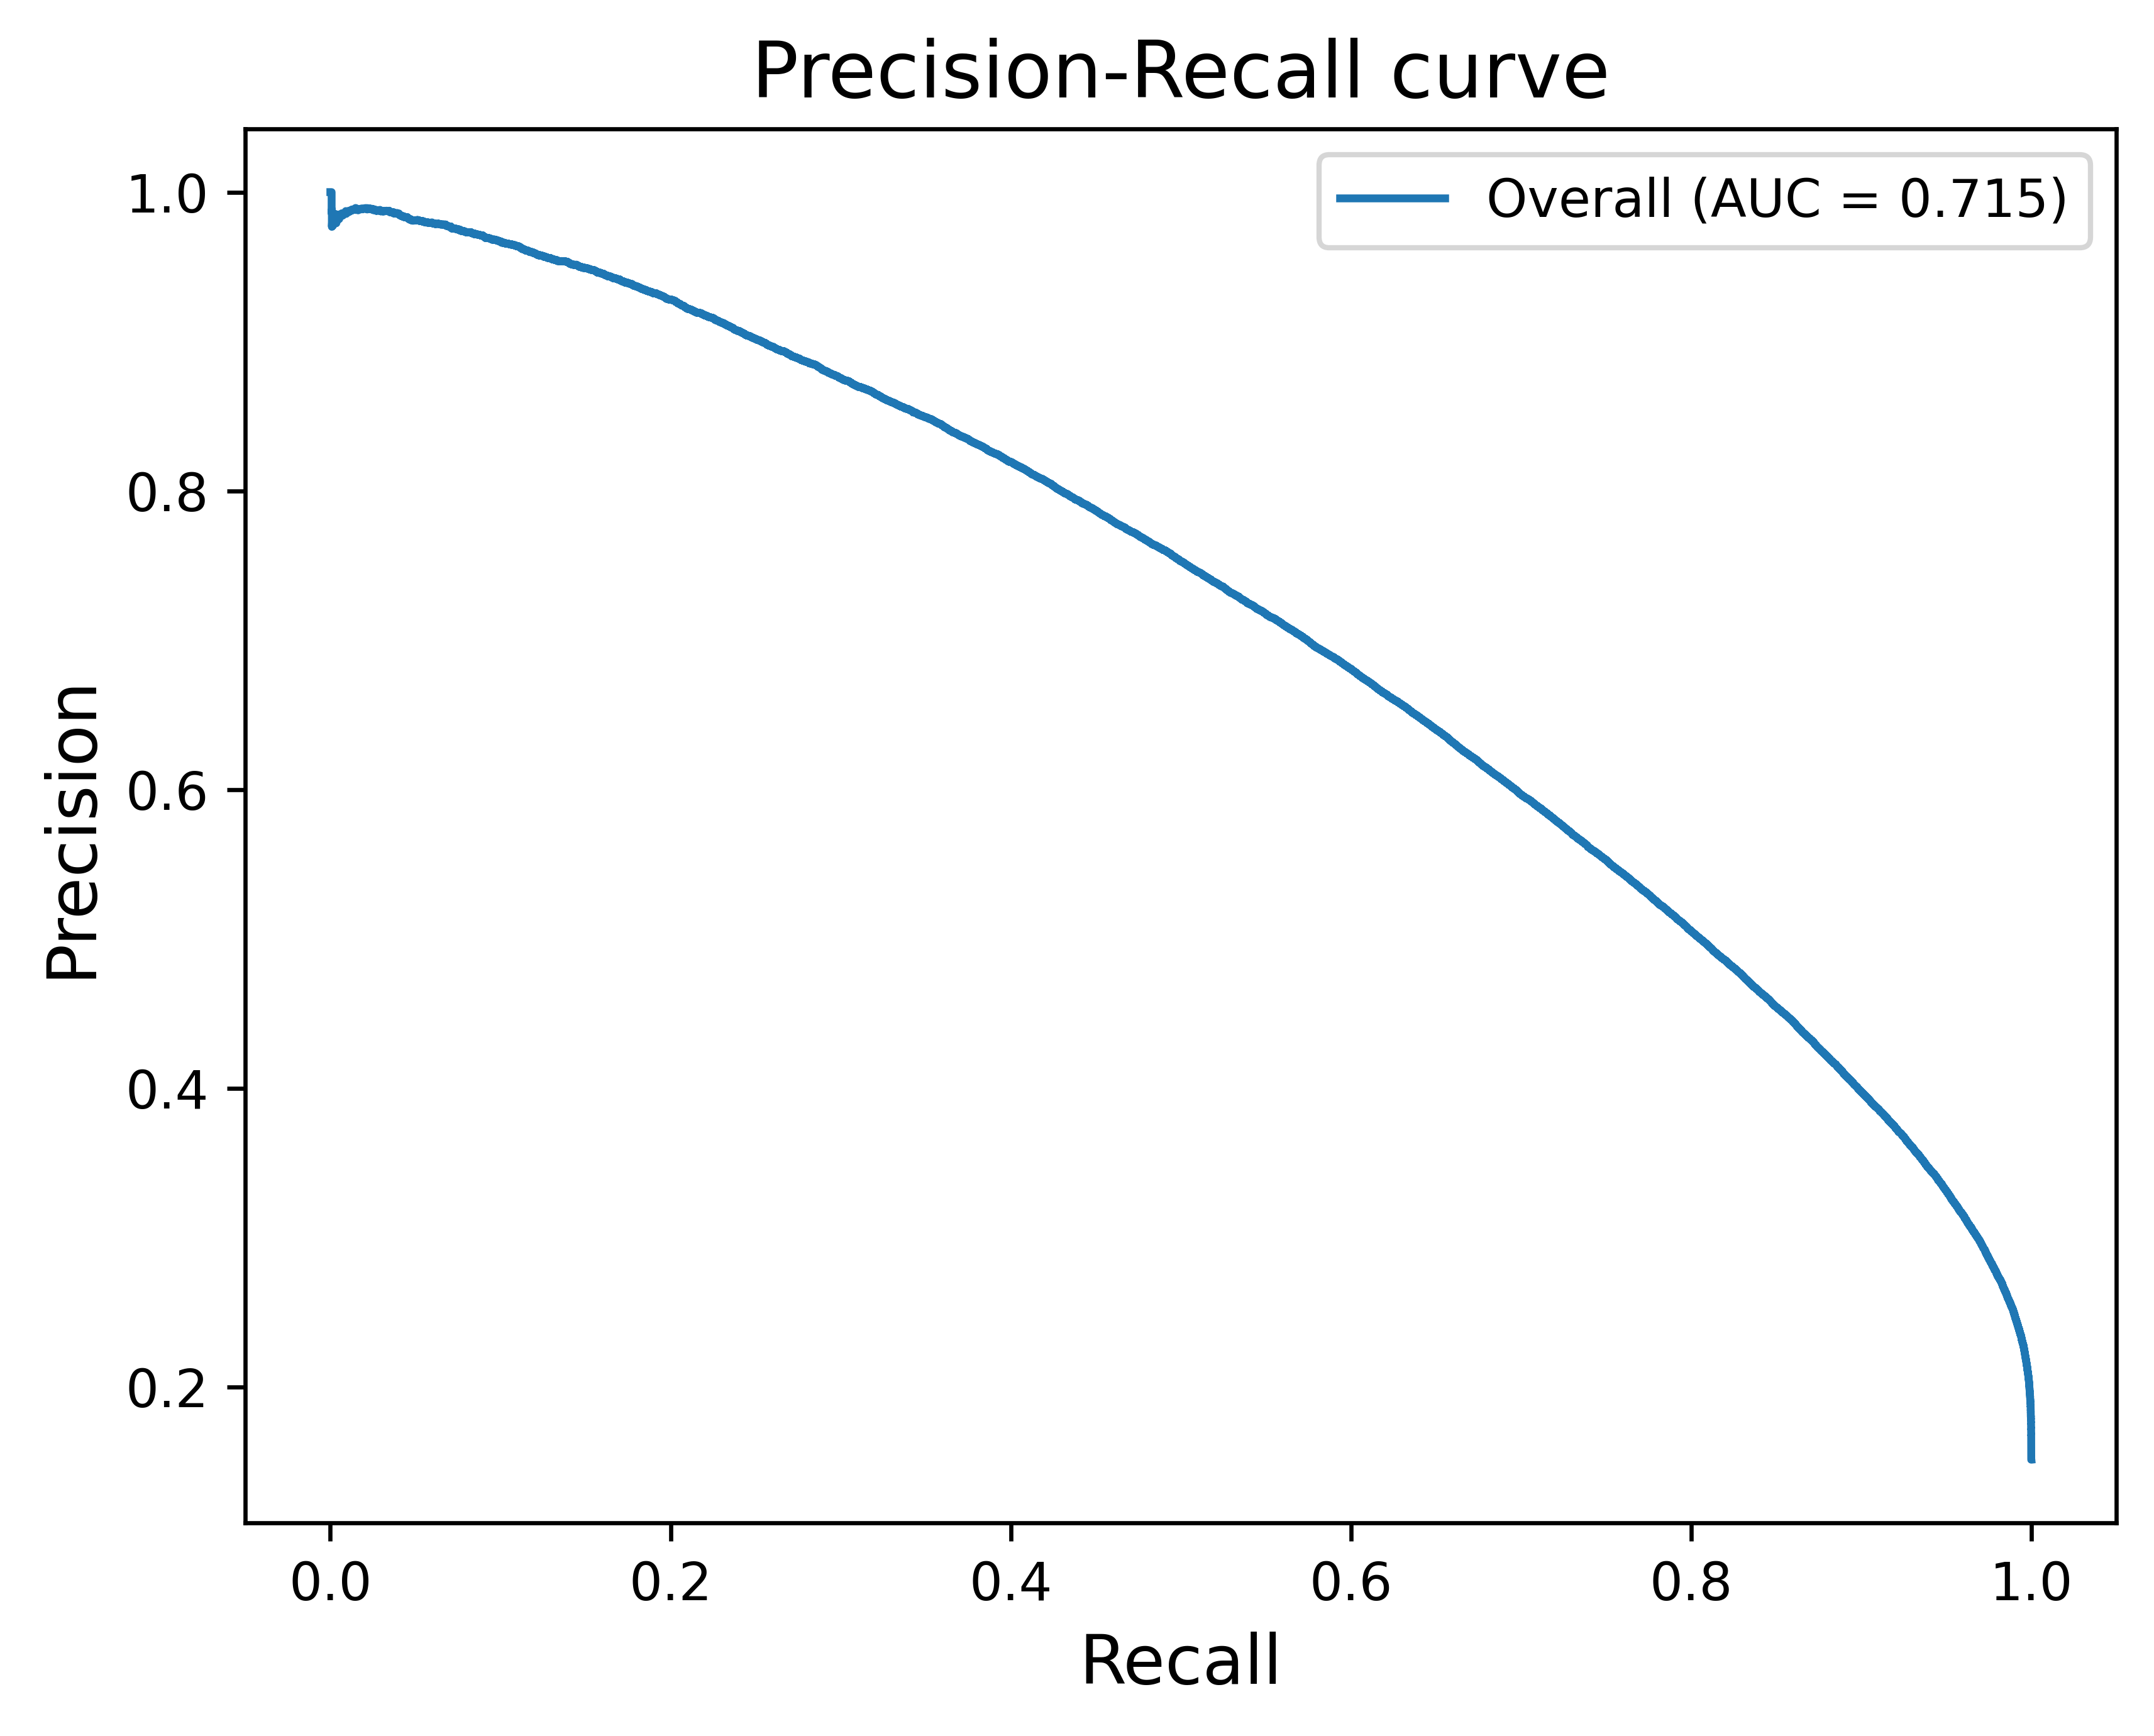 Precision-Recall curve
Overall (AUC = 0.715)
1.0
0.8
0.6
0.4
0.2
Precision
0.0 0.2 0.4 0.6 0.8 1.0
Recall